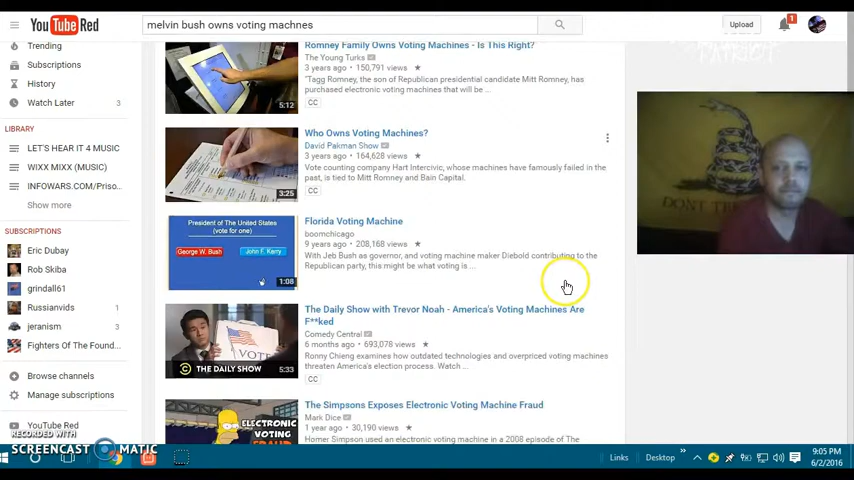 YouTube Red
melvin bush owns voting machnes
Upload
1
Trending
Subscriptions
History
Watch Later 3
LIBRARY
LET'S HEAR IT 4 MUSIC
WIXX MIXX (MUSIC)
INFOWARS.COM/Priso...
Show more
SUBSCRIPTIONS
Eric Dubay
Rob Skiba
grindall61
Russianvids 1
jeranism 3
Fighters Of The Found...
Browse channels
Manage subscriptions
YouTube Red
Romney Family Owns Voting Machines - Is This Right?
The Young Turks
3 years ago • 150,791 views
"Tagg Romney, the son of Republican presidential candidate Mitt Romney, has
purchased electronic voting machines that will be ...
CC
5:12
Who Owns Voting Machines?
David Pakman Show
3 years ago • 164,628 views
Vote counting company Hart Intercivic, whose machines have famously failed in the
past, is tied to Mitt Romney and Bain Capital.
CC
3:25
President of The United States
(vote for one)
George W. Bush
John F. Kerry
1:08
Florida Voting Machine
boomchicago
9 years ago • 208,168 views
With Jeb Bush as governor, and voting machine maker Diebold contributing to the
Republican party, this might be what voting is ...
VOTE
THE DAILY SHOW
5:33
The Daily Show with Trevor Noah - America's Voting Machines Are
F**ked
Comedy Central
6 months ago • 693,078 views
Ronny Chieng examines how outdated technologies and overpriced voting machines
threaten America's election process. Watch ...
CC
ELECTRONIC
VOTING
FRAUD
The Simpsons Exposes Electronic Voting Machine Fraud
Mark Dice
1 year ago • 30,190 views
Homer Simpson used an electronic voting machine in a 2008 episode of The
DON'T TRE
RECORDED WITH
SCREENCAST MATIC
Links
Desktop
9:05 PM
6/2/2016